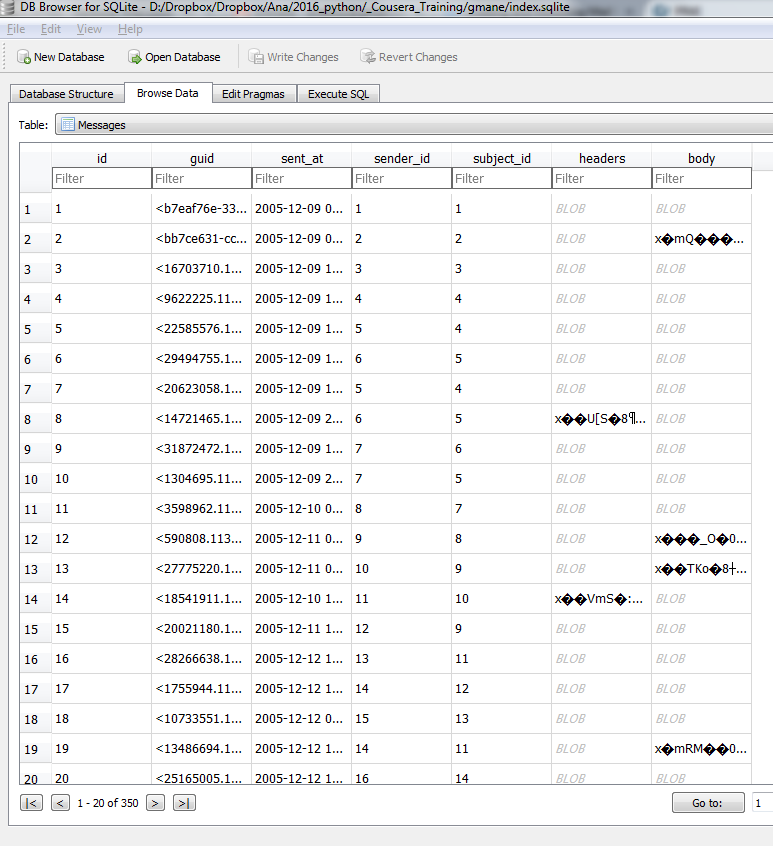 DB Browser for SQLite - D:/Dropbox/Dropbox/Ana/2016_python/_Cousera_Training/gmane/index.sqlite
File Edit View Help
New Database Open Database Write Changes Revert Changes
Database Structure Browse Data Edit Pragmas Execute SQL
Table: Messages
id guid sent_at sender_id subject_id headers body
Filter Filter Filter Filter Filter Filter Filter
1 1 <b7eaf76e-33... 2005-12-09 0... 1 1 BLOB BLOB
2 2 <bb7ce631-cc... 2005-12-09 0... 2 2 BLOB x�mQ���...
3 3 <16703710.1... 2005-12-09 1... 3 3 BLOB BLOB
4 4 <9622225.11... 2005-12-09 1... 4 4 BLOB BLOB
5 5 <22585576.1... 2005-12-09 1... 5 4 BLOB BLOB
6 6 <29494755.1... 2005-12-09 1... 6 5 BLOB BLOB
7 7 <20623058.1... 2005-12-09 1... 5 4 BLOB BLOB
8 8 <14721465.1... 2005-12-09 2... 6 5 x��U[S�8¶... BLOB
9 9 <31872472.1... 2005-12-09 1... 7 6 BLOB BLOB
10 10 <1304695.11... 2005-12-09 2... 7 5 BLOB BLOB
11 11 <3598962.11... 2005-12-10 0... 8 7 BLOB BLOB
12 12 <590808.113... 2005-12-11 0... 9 8 BLOB x���_O�0...
13 13 <27775220.1... 2005-12-11 0... 10 9 BLOB x��TKo�8┼...
14 14 <18541911.1... 2005-12-10 1... 11 10 x��VmS�:... BLOB
15 15 <20021180.1... 2005-12-11 1... 12 9 BLOB BLOB
16 16 <28266638.1... 2005-12-12 1... 13 11 BLOB BLOB
17 17 <1755944.11... 2005-12-12 1... 14 12 BLOB BLOB
18 18 <10733551.1... 2005-12-12 0... 15 13 BLOB BLOB
19 19 <13486694.1... 2005-12-12 1... 14 11 BLOB x�mRM��0...
20 20 <25165005.1... 2005-12-12 1... 16 14 BLOB BLOB
|< < 1 - 20 of 350 > >| Go to: 1